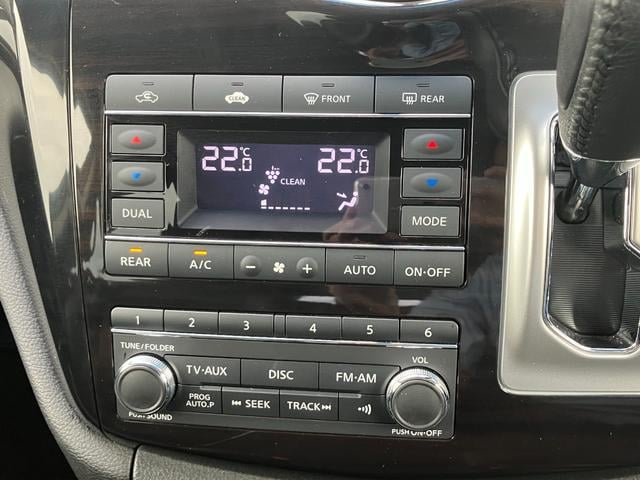 CLEAN FRONT REAR
22.0°C 22.0°C
CLEAN
DUAL MODE
REAR A/C − + AUTO ON·OFF
1 2 3 4 5 6
TUNE/FOLDER VOL
TV·AUX DISC FM·AM
PROG AUTO.P SEEK TRACK
PUSH SOUND PUSH ON·OFF